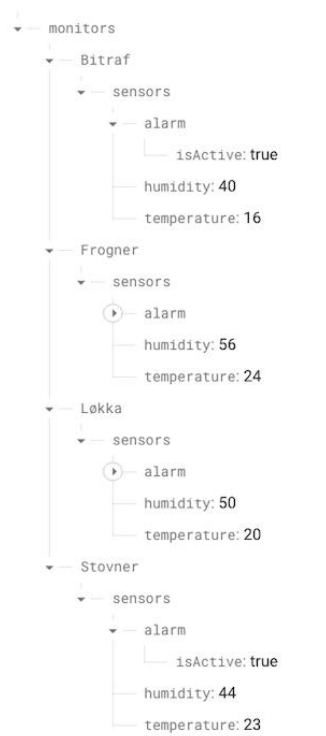 monitors
Bitraf
sensors
alarm
isActive: true
humidity: 40
temperature: 16
Frogner
sensors
alarm
humidity: 56
temperature: 24
Løkka
sensors
alarm
humidity: 50
temperature: 20
Stovner
sensors
alarm
isActive: true
humidity: 44
temperature: 23